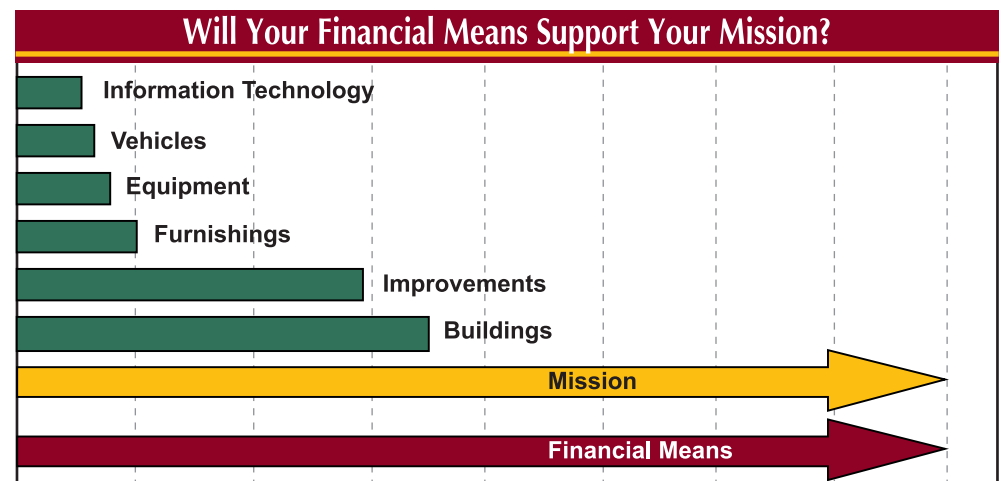 Will Your Financial Means Support Your Mission?
Information Technology
Vehicles
Equipment
Furnishings
Improvements
Buildings
Mission
Financial Means